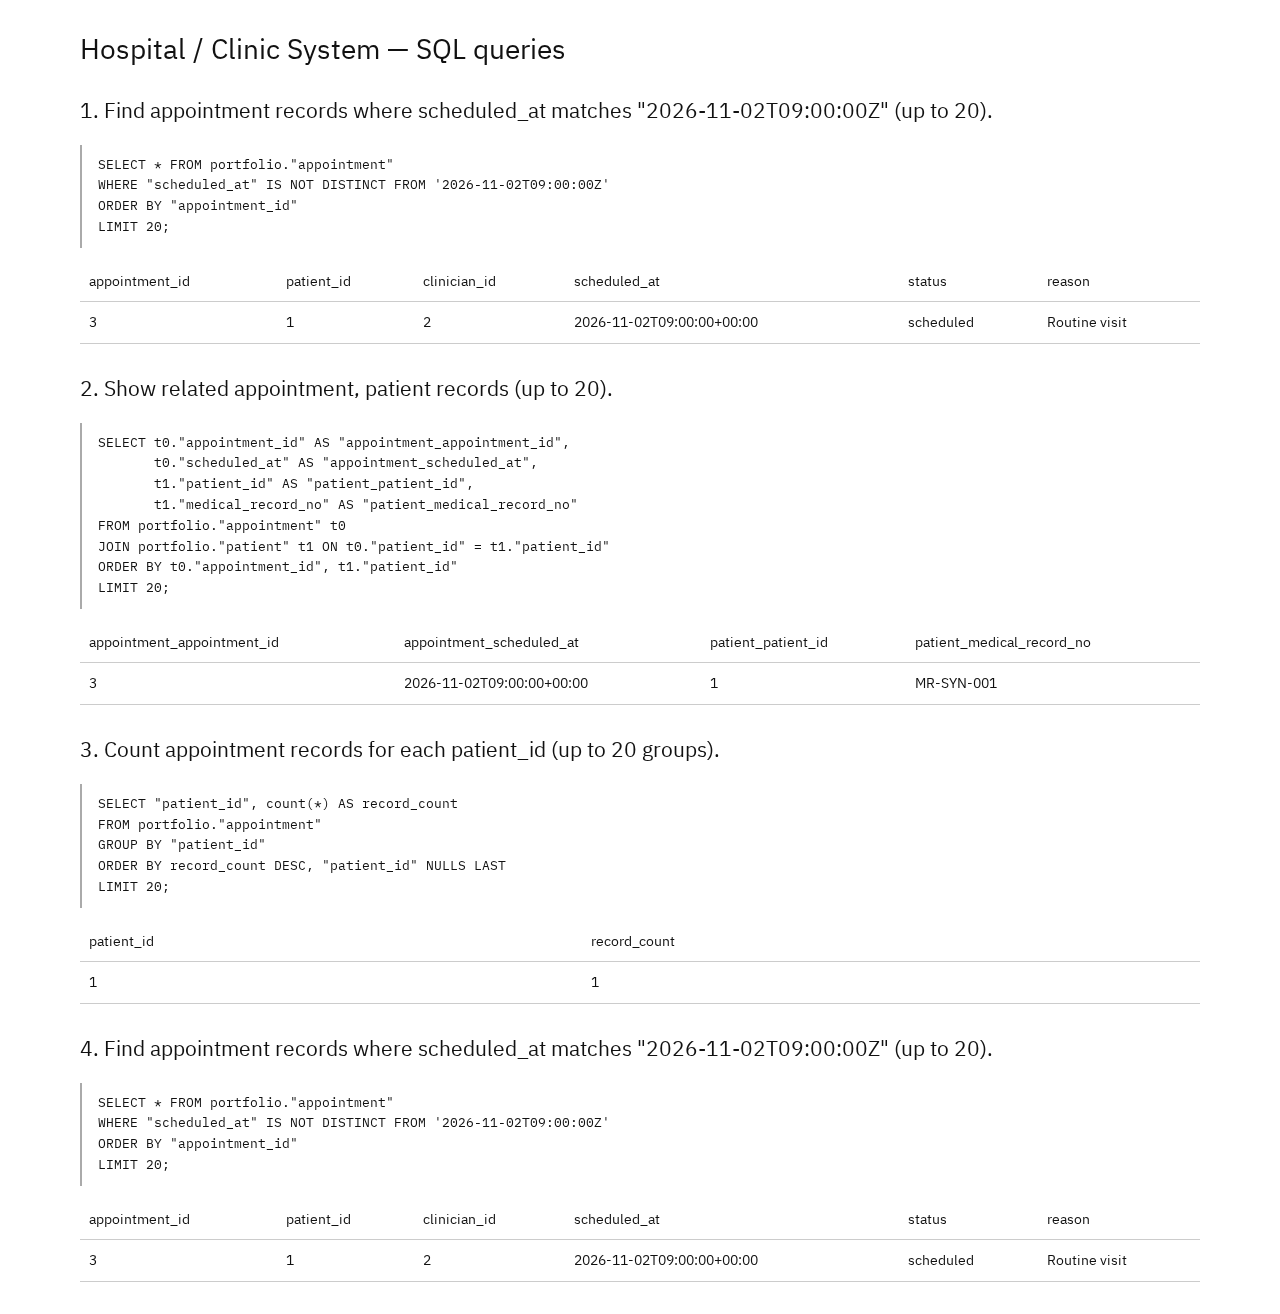 Hospital / Clinic System — SQL queries
1. Find appointment records where scheduled_at matches "2026-11-02T09:00:00Z" (up to 20).
SELECT * FROM portfolio."appointment"
WHERE "scheduled_at" IS NOT DISTINCT FROM '2026-11-02T09:00:00Z'
ORDER BY "appointment_id"
LIMIT 20;
appointment_id patient_id clinician_id scheduled_at status reason
3 1 2 2026-11-02T09:00:00+00:00 scheduled Routine visit
2. Show related appointment, patient records (up to 20).
SELECT t0."appointment_id" AS "appointment_appointment_id",
       t0."scheduled_at" AS "appointment_scheduled_at",
       t1."patient_id" AS "patient_patient_id",
       t1."medical_record_no" AS "patient_medical_record_no"
FROM portfolio."appointment" t0
JOIN portfolio."patient" t1 ON t0."patient_id" = t1."patient_id"
ORDER BY t0."appointment_id", t1."patient_id"
LIMIT 20;
appointment_appointment_id appointment_scheduled_at patient_patient_id patient_medical_record_no
3 2026-11-02T09:00:00+00:00 1 MR-SYN-001
3. Count appointment records for each patient_id (up to 20 groups).
SELECT "patient_id", count(*) AS record_count
FROM portfolio."appointment"
GROUP BY "patient_id"
ORDER BY record_count DESC, "patient_id" NULLS LAST
LIMIT 20;
patient_id record_count
1 1
4. Find appointment records where scheduled_at matches "2026-11-02T09:00:00Z" (up to 20).
SELECT * FROM portfolio."appointment"
WHERE "scheduled_at" IS NOT DISTINCT FROM '2026-11-02T09:00:00Z'
ORDER BY "appointment_id"
LIMIT 20;
appointment_id patient_id clinician_id scheduled_at status reason
3 1 2 2026-11-02T09:00:00+00:00 scheduled Routine visit